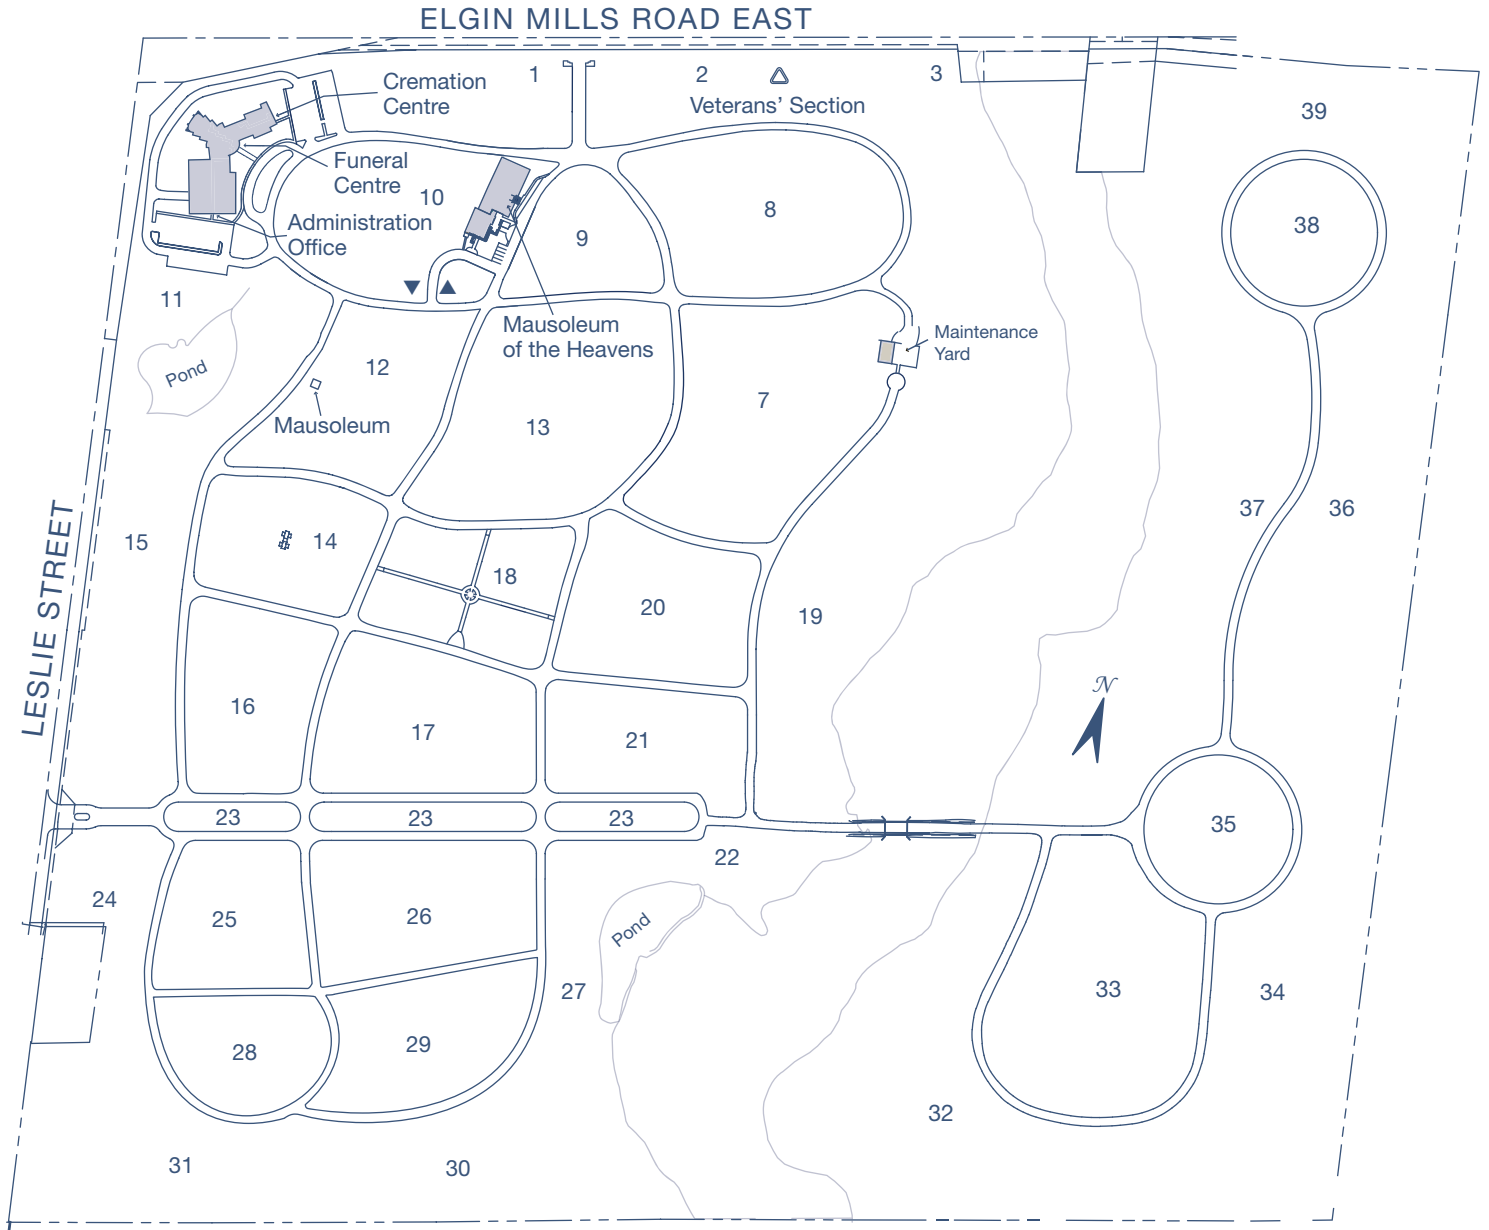 ELGIN MILLS ROAD EAST
1
2
3
Cremation
Centre
Veterans' Section
39
Funeral
Centre
10
8
38
Administration
Office
9
11
Mausoleum
of the Heavens
Maintenance
Yard
Pond
12
7
Mausoleum
13
37
36
LESLIE STREET
15
14
18
20
19
N
16
17
21
23
23
23
35
22
24
25
26
Pond
27
33
34
28
29
32
31
30